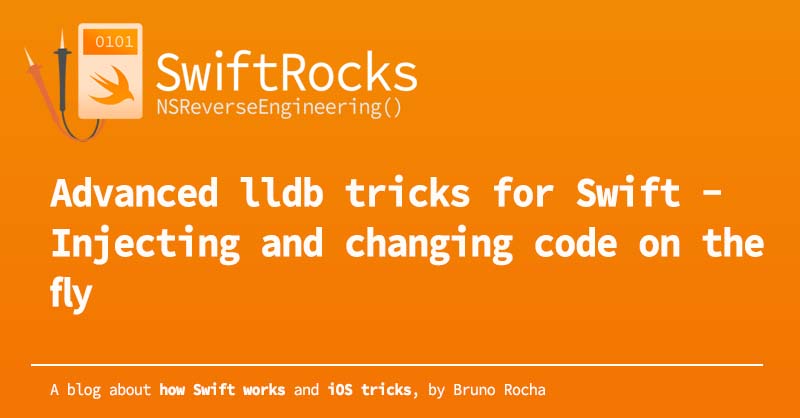 0101
SwiftRocks
NSReverseEngineering()
Advanced lldb tricks for Swift -
Injecting and changing code on the
fly
A blog about how Swift works and iOS tricks, by Bruno Rocha